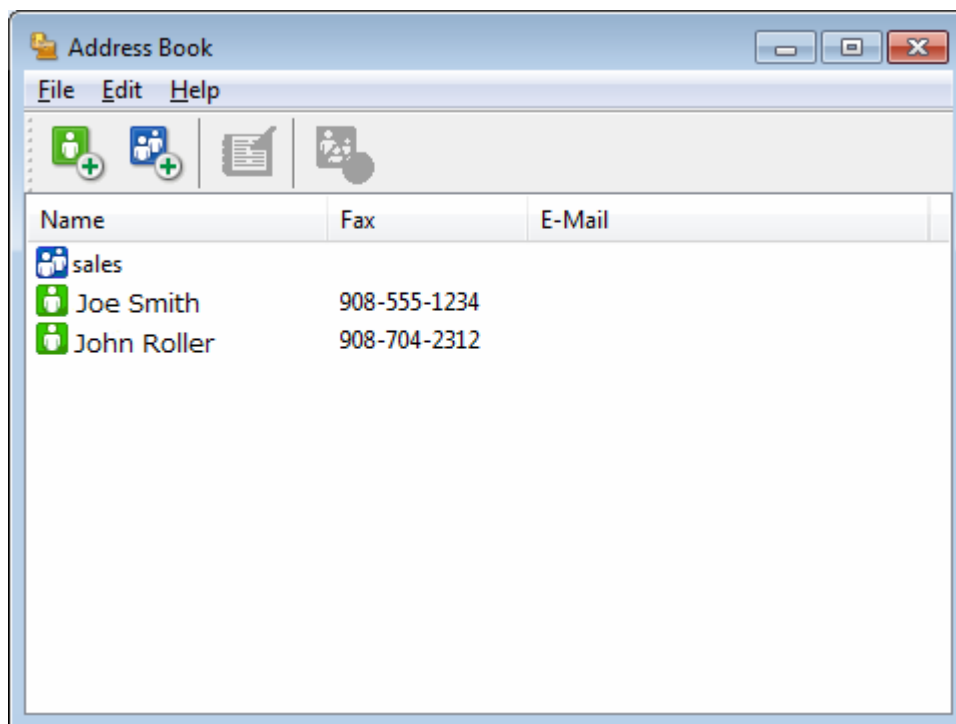 Address Book
File Edit Help
Name Fax E-Mail
sales
Joe Smith 908-555-1234
John Roller 908-704-2312